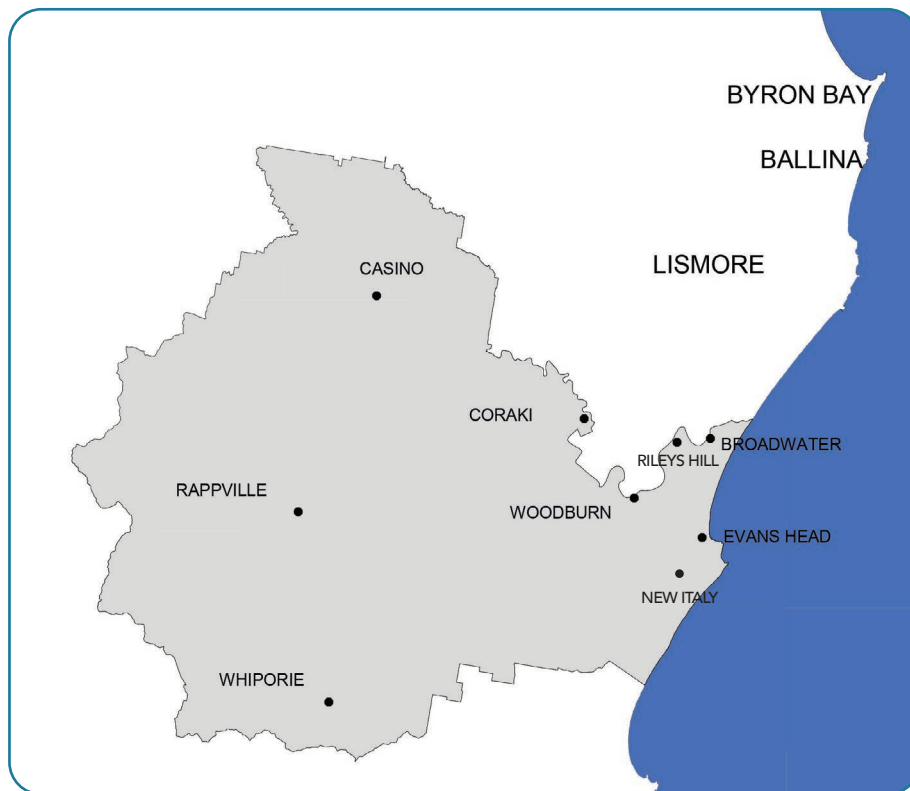 BYRON BAY
BALLINA
LISMORE
CASINO
CORAKI
BROADWATER
RILEYS HILL
RAPPVILLE
WOODBURN
EVANS HEAD
NEW ITALY
WHIPORIE